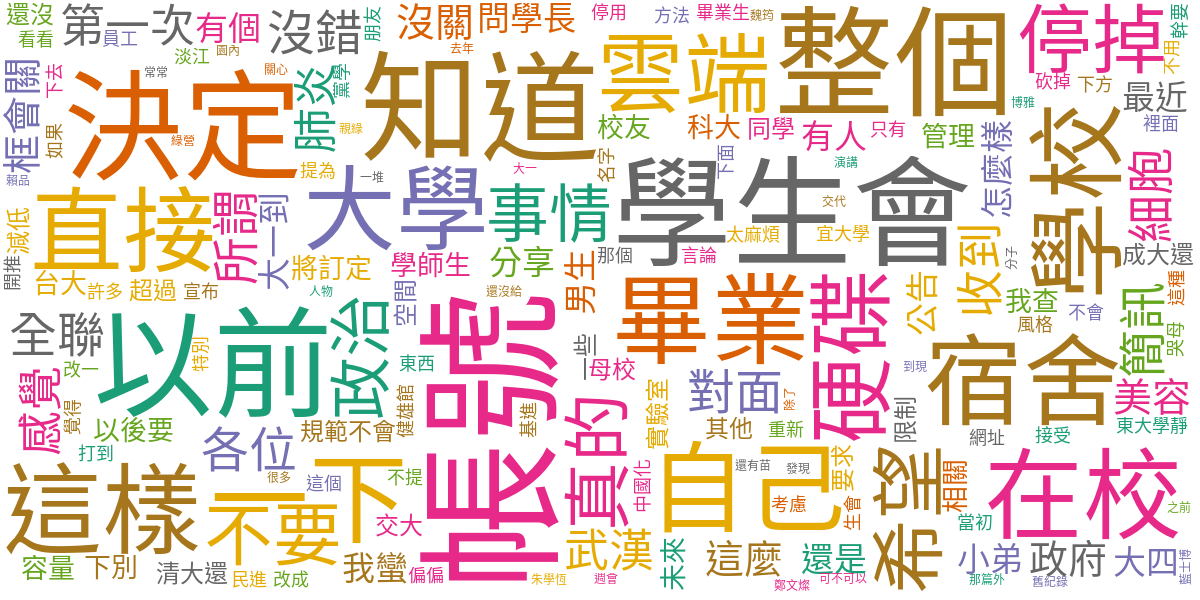 還沒
看看
第一次
員工
有個
淡江
園內
沒錯
朋友
沒關
問學長
去年
停用
方法
畢業生
魏筠
整個
停掉
幹要
不用
砍掉
下方
最近
博雅
裡面
框會關
下去
如果
賴品
常常
決定
綠營
關心
肺炎
黨學
親綠
提為
一堆
知道
雲端
校友
科大
同學
有人
只有
管理
怎麼樣
演講
學校
細胞
成大還
直接
減低
所謂
大一到
大學
大一
事情
名字
下面
學生會
交代
太麻煩
宜大學
那個
言論
開推
台大
許多
超過
宣布
將訂定
人物
學師生
空間
分享
還沒給
男生
公告
收到
分子
我查
風格
不會
簡訊
這種
哭母
全聯
改一
以前
特別
政治
東西
帳號
一些
母校
畢業
硬碟
到現
宿舍
美容
東大學靜
感覺
覺得
以後要
打到
各位
規範不會
健雄館
基進
真的
實驗室
對面
除了
其他
重新
限制
網址
接受
這樣
不要
很多
這個
下
不提
交大
中國化
自己
還有苗
發現
考慮
要求
生會
希望
相關
當初
在校
之前
容量
下別
清大還
民進
改成
我蠻
偏偏
朱學恆
武漢
週會
未來
這麼
還是
鄭文燦
可不可以
小弟
那篇外
政府
舊紀錄
大四
藍士博